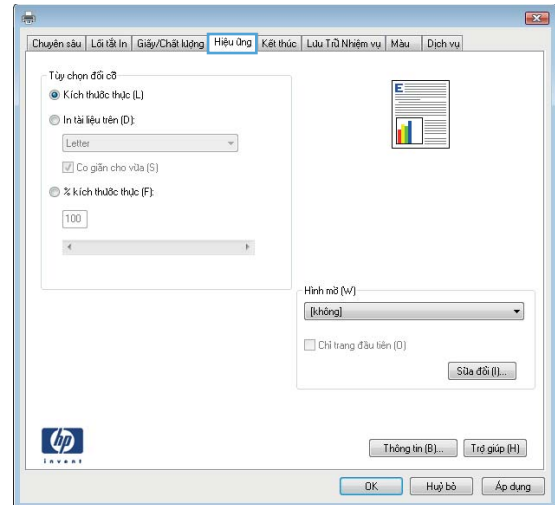 Chuyên sâu Lối tắt In Giấy/Chất lượng Hiệu ứng Kết thúc Lưu Trữ Nhiệm vụ Màu Dịch vụ
Tùy chọn đổi cỡ
Kích thước thực (L)
In tài liệu trên (D):
Letter
Co giãn cho vừa (S)
% kích thước thực (F):
100
E
Hình mờ (W)
[không]
Chỉ trang đầu tiên (O)
Sửa đổi (I)...
hp
invent
Thông tin (B)... Trợ giúp (H)
OK Huỷ bỏ Áp dụng